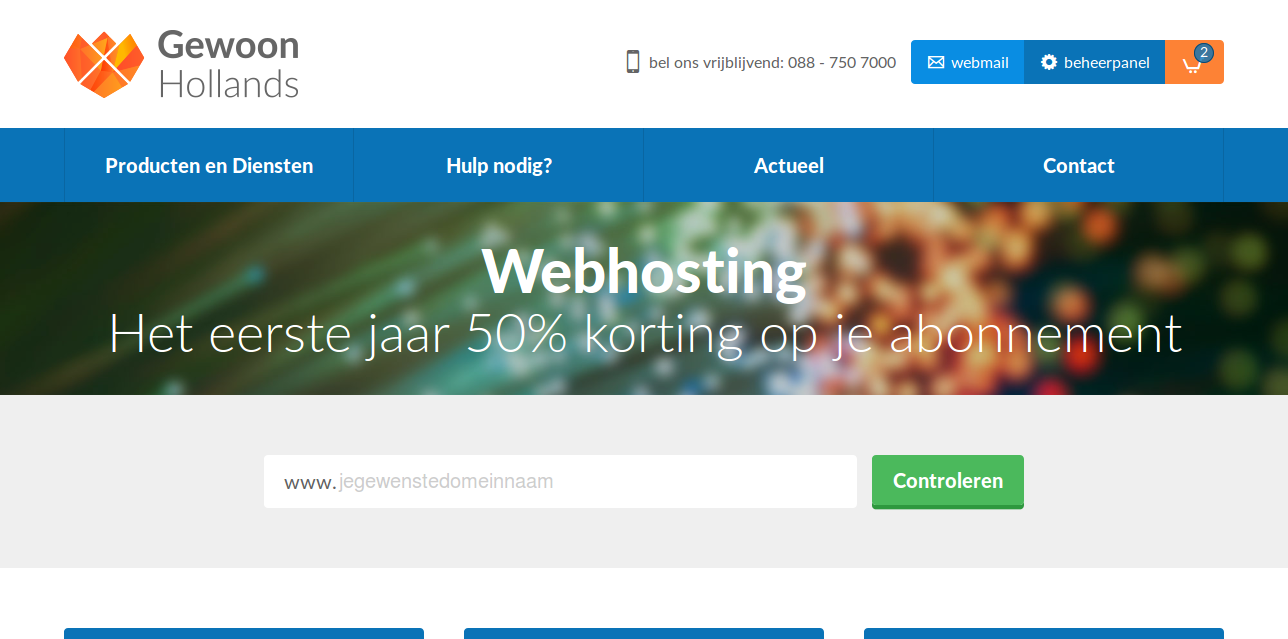 Gewoon
Hollands
bel ons vrijblijvend: 088 - 750 7000
webmail
beheerpanel
2
Producten en Diensten
Hulp nodig?
Actueel
Contact
Webhosting
Het eerste jaar 50% korting op je abonnement
www.jegewenstedomeinnaam
Controleren